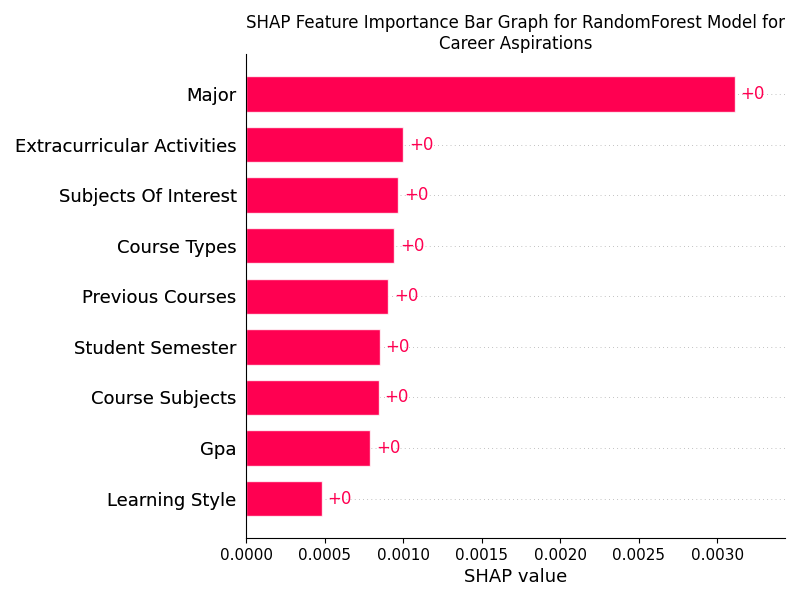 SHAP Feature Importance Bar Graph for RandomForest Model for
Career Aspirations
Major +0
Extracurricular Activities +0
Subjects Of Interest +0
Course Types +0
Previous Courses +0
Student Semester +0
Course Subjects +0
Gpa +0
Learning Style +0
0.0000 0.0005 0.0010 0.0015 0.0020 0.0025 0.0030
SHAP value